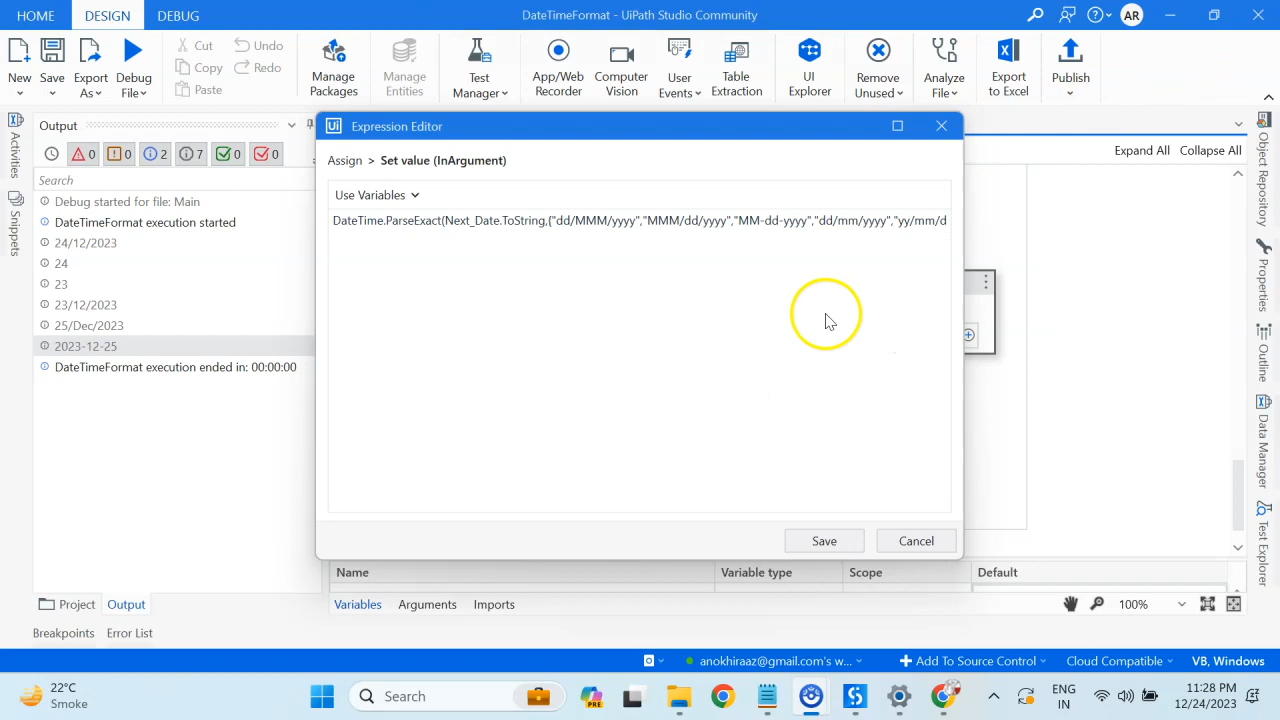 HOME DESIGN DEBUG DateTimeFormat - UiPath Studio Community AR
Cut Undo
Copy Redo
Paste
New Save Export As Debug File Manage Packages Manage Entities Test Manager App/Web Recorder Computer Vision User Events Table Extraction UI Explorer Remove Unused Analyze File Export to Excel Publish
Output
0 0 2 7 0 0
Search
Debug started for file: Main
DateTimeFormat execution started
24/12/2023
24
23
23/12/2023
25/Dec/2023
2023-12-25
DateTimeFormat execution ended in: 00:00:00
Activities
Snippets
Ui Expression Editor
Assign > Set value (InArgument)
Use Variables
DateTime.ParseExact(Next_Date.ToString,{"dd/MMM/yyyy","MMM/dd/yyyy","MM-dd-yyyy","dd/mm/yyyy","yy/mm/d
Save Cancel
Expand All Collapse All
Object Repository
Properties
Outline
Data Manager
Test Explorer
Name Variable type Scope Default
Project Output Variables Arguments Imports 100%
Breakpoints Error List
anokhiraaz@gmail.com's w... Add To Source Control Cloud Compatible VB, Windows
22°C
Smoke
Search
PRE
ENG
IN
11:28 PM
12/24/2023